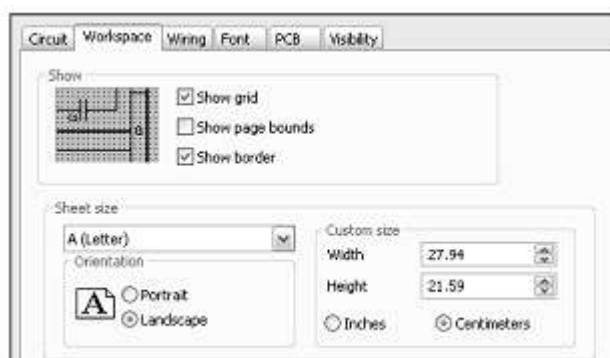 Circuit Workspace Wiring Font PCB Visibility
Show
Show grid
Show page bounds
Show border
Sheet size
A (Letter)
Orientation
A
Portrait
Landscape
Custom size
Width 27.94
Height 21.59
Inches Centimeters